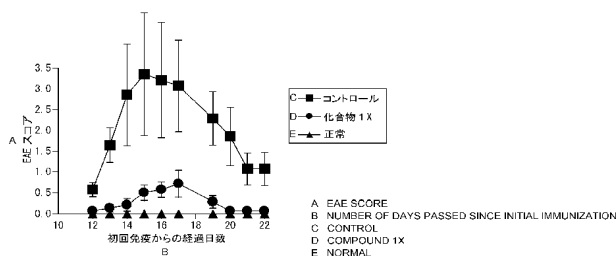 3.5
3.0
2.5
2.0
1.5
1.0
0.5
0.0
A EAE スコア
10 12 14 16 18 20 22
初回免疫からの経過日数
B
C コントロール
D 化合物 1X
E 正常
A EAE SCORE
B NUMBER OF DAYS PASSED SINCE INITIAL IMMUNIZATION
C CONTROL
D COMPOUND 1X
E NORMAL